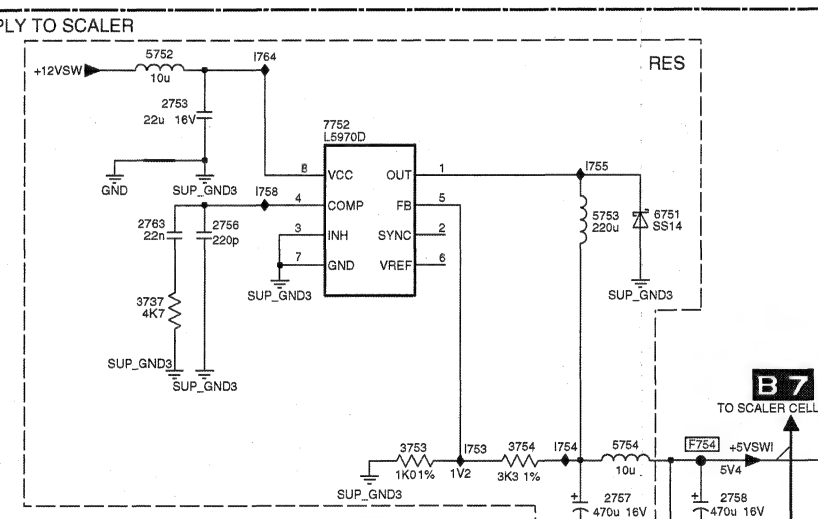 PLY TO SCALER
RES
5752
I764
+12VSW
10u
2753
22u 16V
7752
L5970D
GND
SUP_GND3
8
VCC
OUT
1
I755
I758
4
COMP
FB
5
2763
22n
2756
220p
3
INH
SYNC
2
5753
220u
6751
SS14
7
GND
VREF
6
SUP_GND3
SUP_GND3
3737
4K7
SUP_GND3
SUP_GND3
B 7
TO SCALER CELL
3753
I753
3754
I754
5754
F754
+5VSWI
1K01%
1V2
3K3 1%
10u
5V4
SUP_GND3
+
2757
470u 16V
+
2758
470u 16V